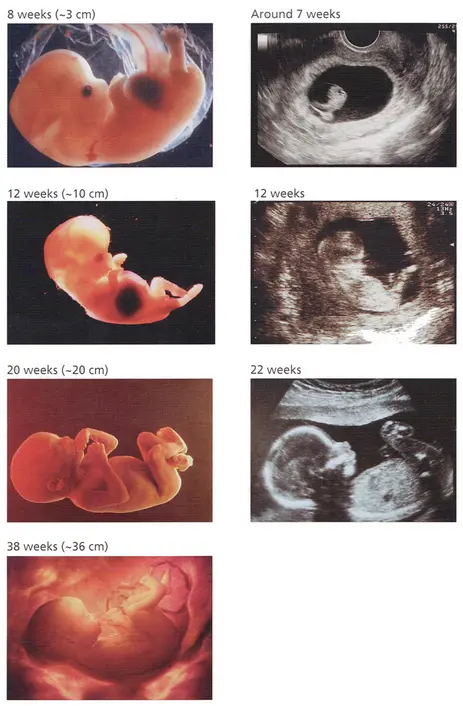 8 weeks (~3 cm)
Around 7 weeks
12 weeks (~10 cm)
12 weeks
20 weeks (~20 cm)
22 weeks
38 weeks (~36 cm)